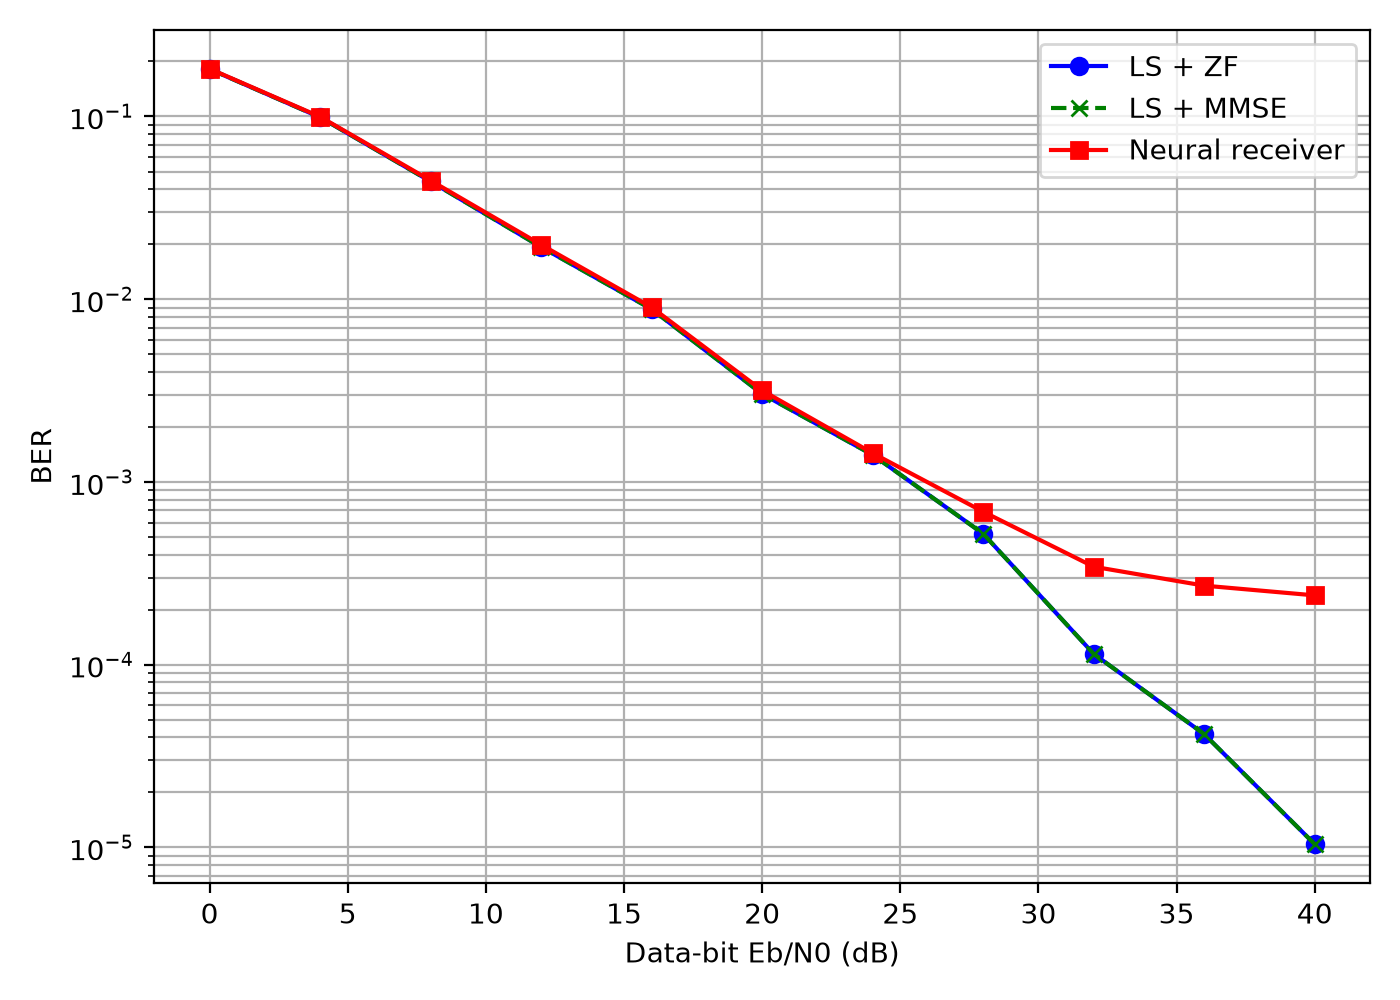 LS + ZF
LS + MMSE
Neural receiver
BER
10⁻¹
10⁻²
10⁻³
10⁻⁴
10⁻⁵
0 5 10 15 20 25 30 35 40
Data-bit Eb/N0 (dB)